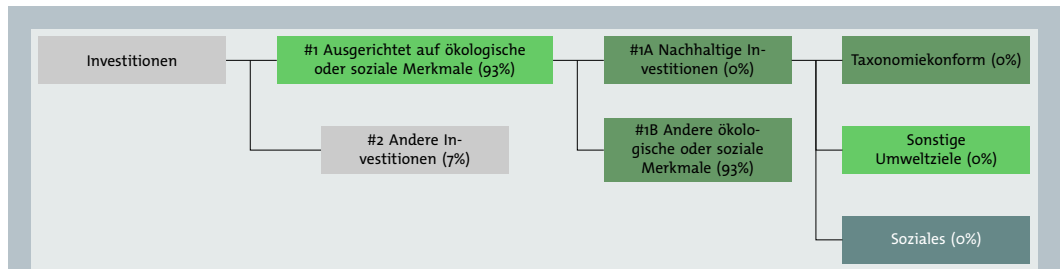 Investitionen
#1 Ausgerichtet auf ökologische
oder soziale Merkmale (93%)
#2 Andere In-
vestitionen (7%)
#1A Nachhaltige In-
vestitionen (0%)
#1B Andere ökolo-
gische oder soziale
Merkmale (93%)
Taxonomiekonform (0%)
Sonstige
Umweltziele (0%)
Soziales (0%)